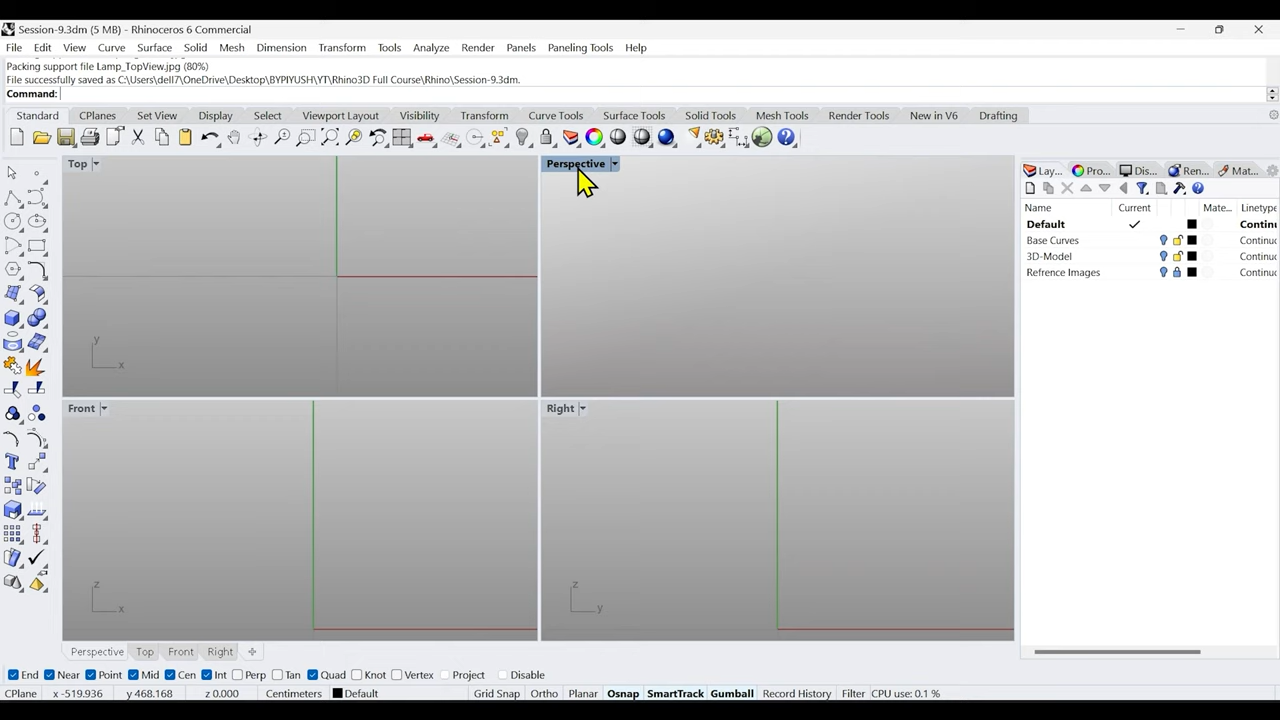 Session-9.3dm (5 MB) - Rhinoceros 6 Commercial
File Edit View Curve Surface Solid Mesh Dimension Transform Tools Analyze Render Panels Paneling Tools Help
Packing support file Lamp_TopView.jpg (80%)
File successfully saved as C:\Users\dell7\OneDrive\Desktop\BYPIYUSH\YT\Rhino3D Full Course\Rhino\Session-9.3dm.
Command:
Standard CPlanes Set View Display Select Viewport Layout Visibility Transform Curve Tools Surface Tools Solid Tools Mesh Tools Render Tools New in V6 Drafting
Top
Perspective
Lay... Pro... Dis... Ren... Mat...
Name Current Mate... Linetype
Default Continu
Base Curves Continuo
3D-Model Continuo
Refrence Images Continuo
y
x
Front
Right
z
x
z
y
Perspective Top Front Right
End Near Point Mid Cen Int Perp Tan Quad Knot Vertex Project Disable
CPlane x -519.936 y 468.168 z 0.000 Centimeters Default Grid Snap Ortho Planar Osnap SmartTrack Gumball Record History Filter CPU use: 0.1 %